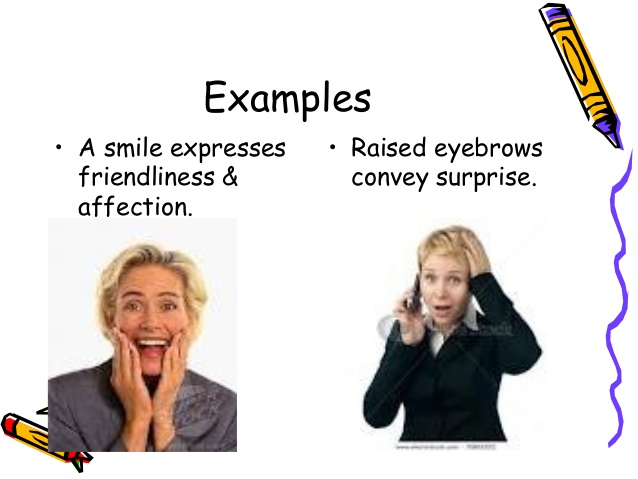 Examples
• A smile expresses
friendliness &
affection.
• Raised eyebrows
convey surprise.